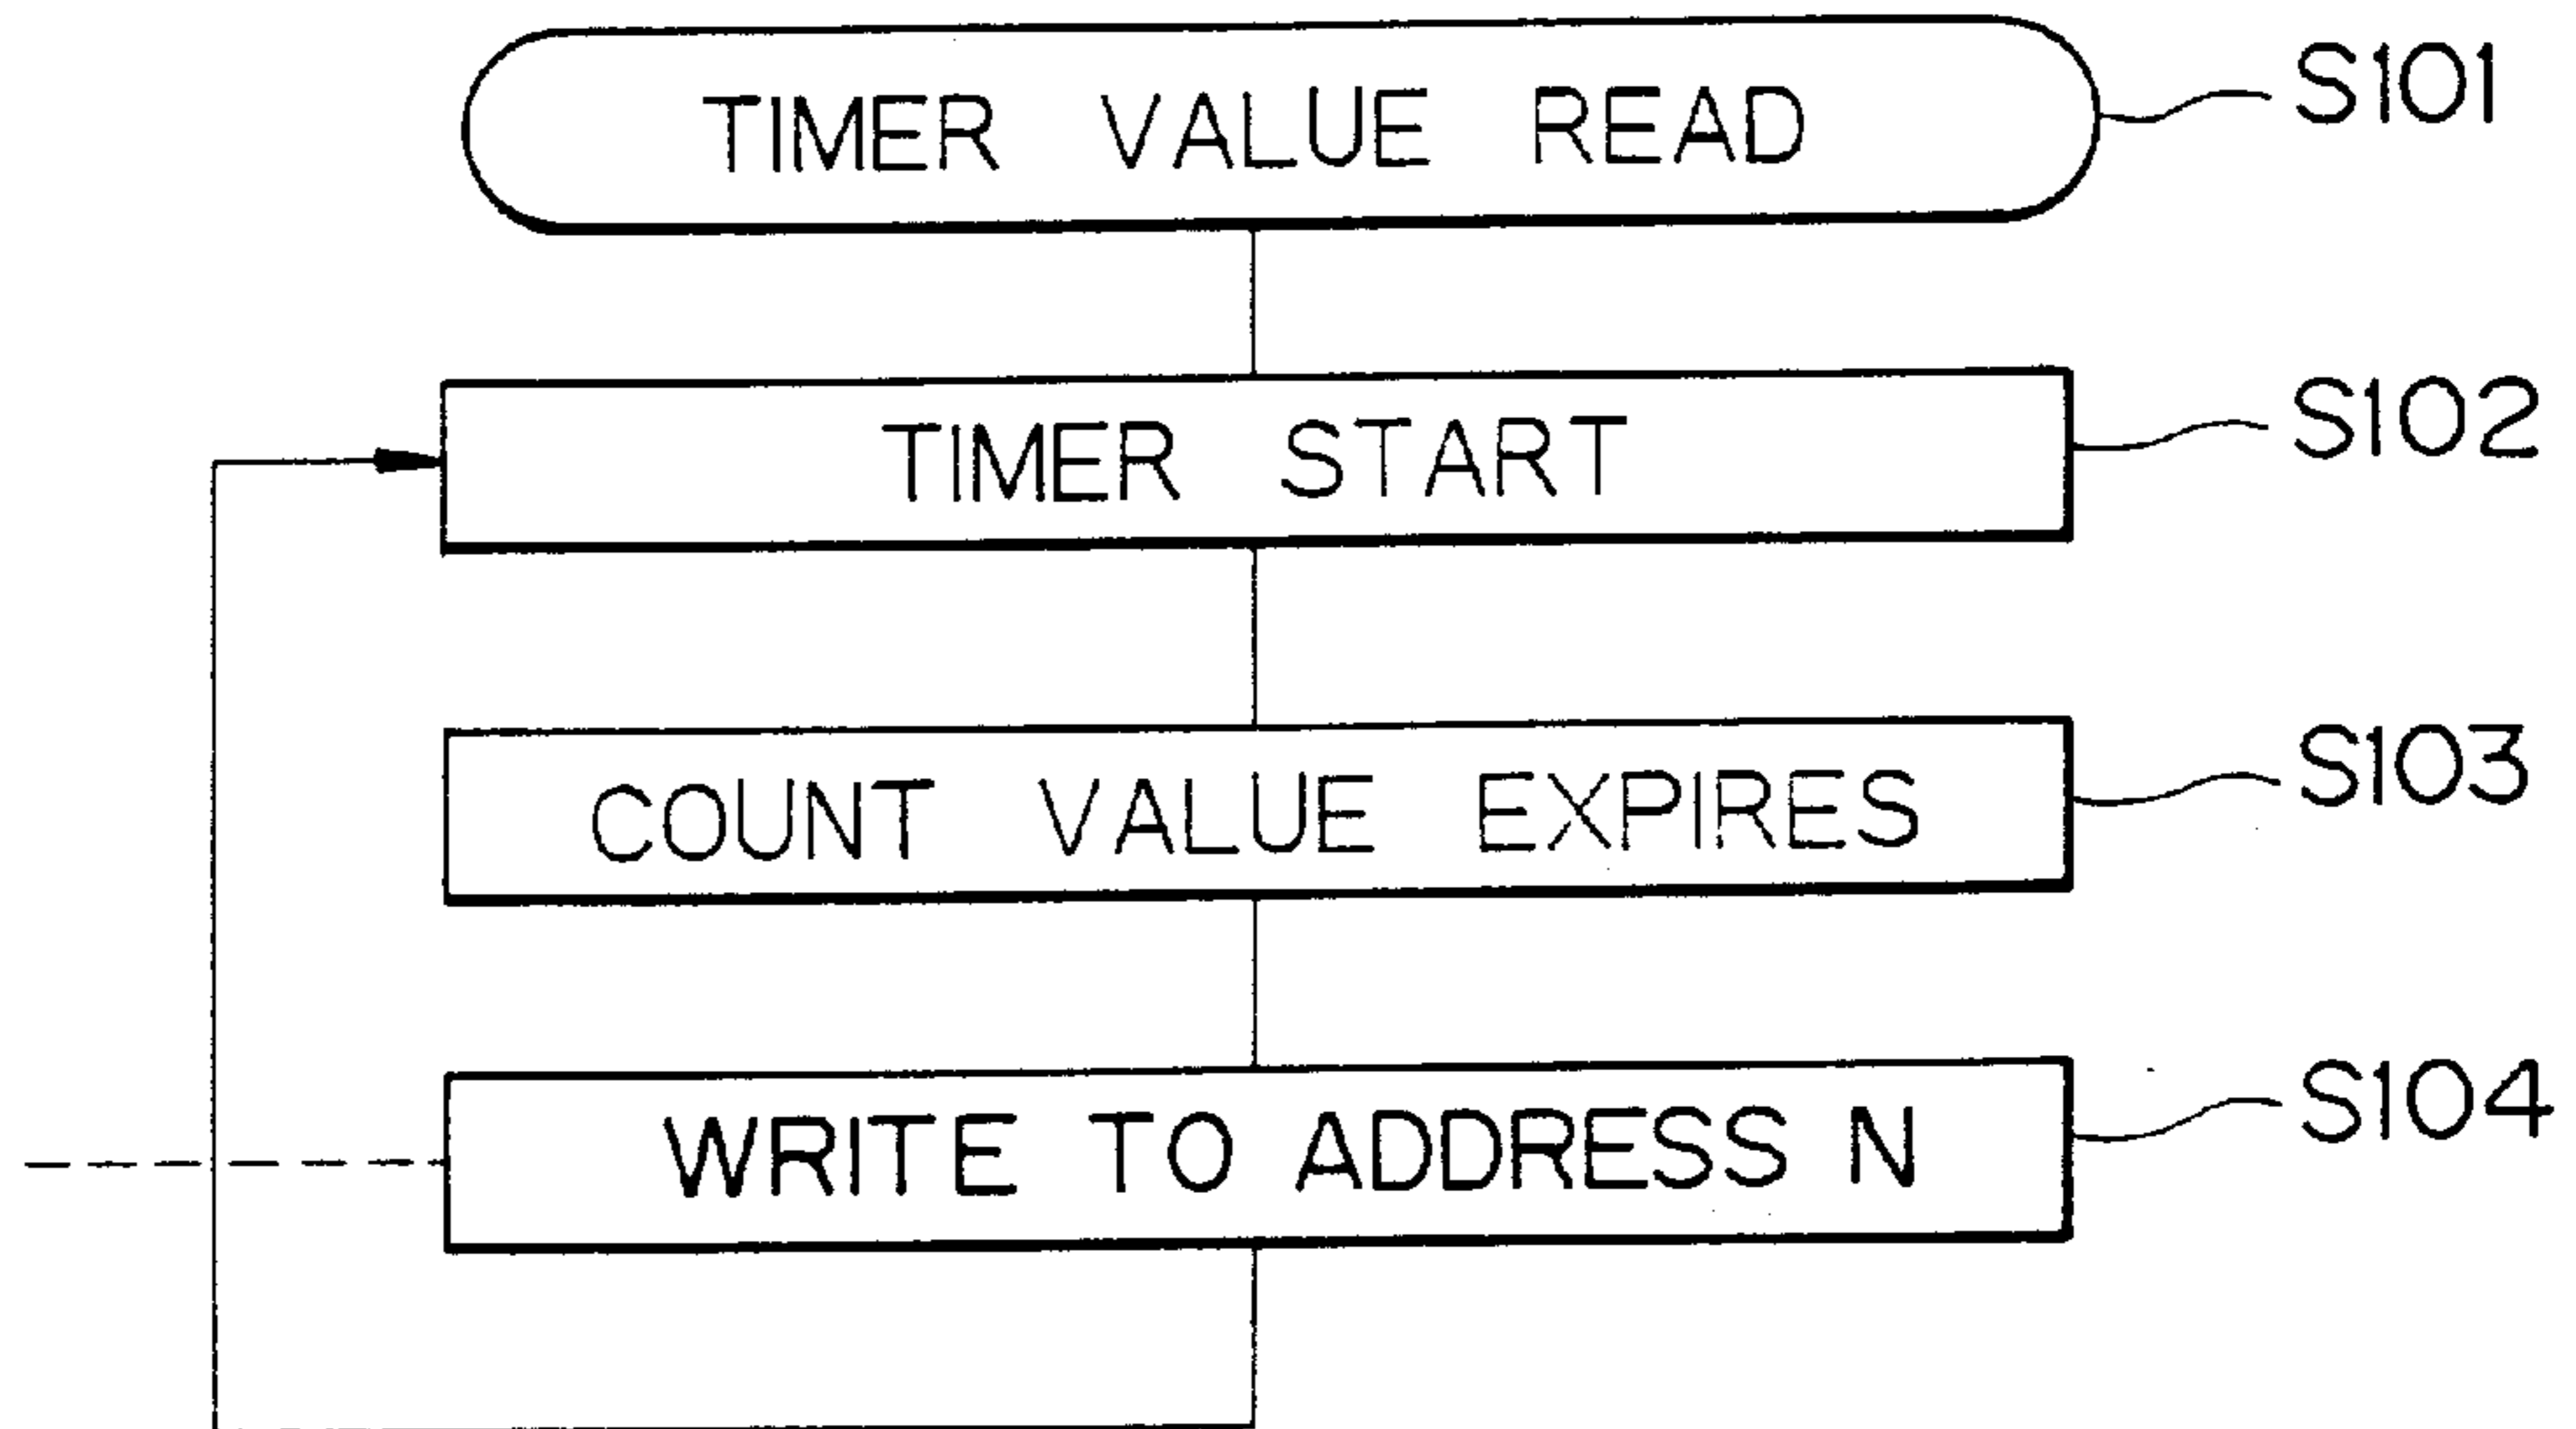 TIMER VALUE READ S101
TIMER START S102
COUNT VALUE EXPIRES S103
WRITE TO ADDRESS N S104